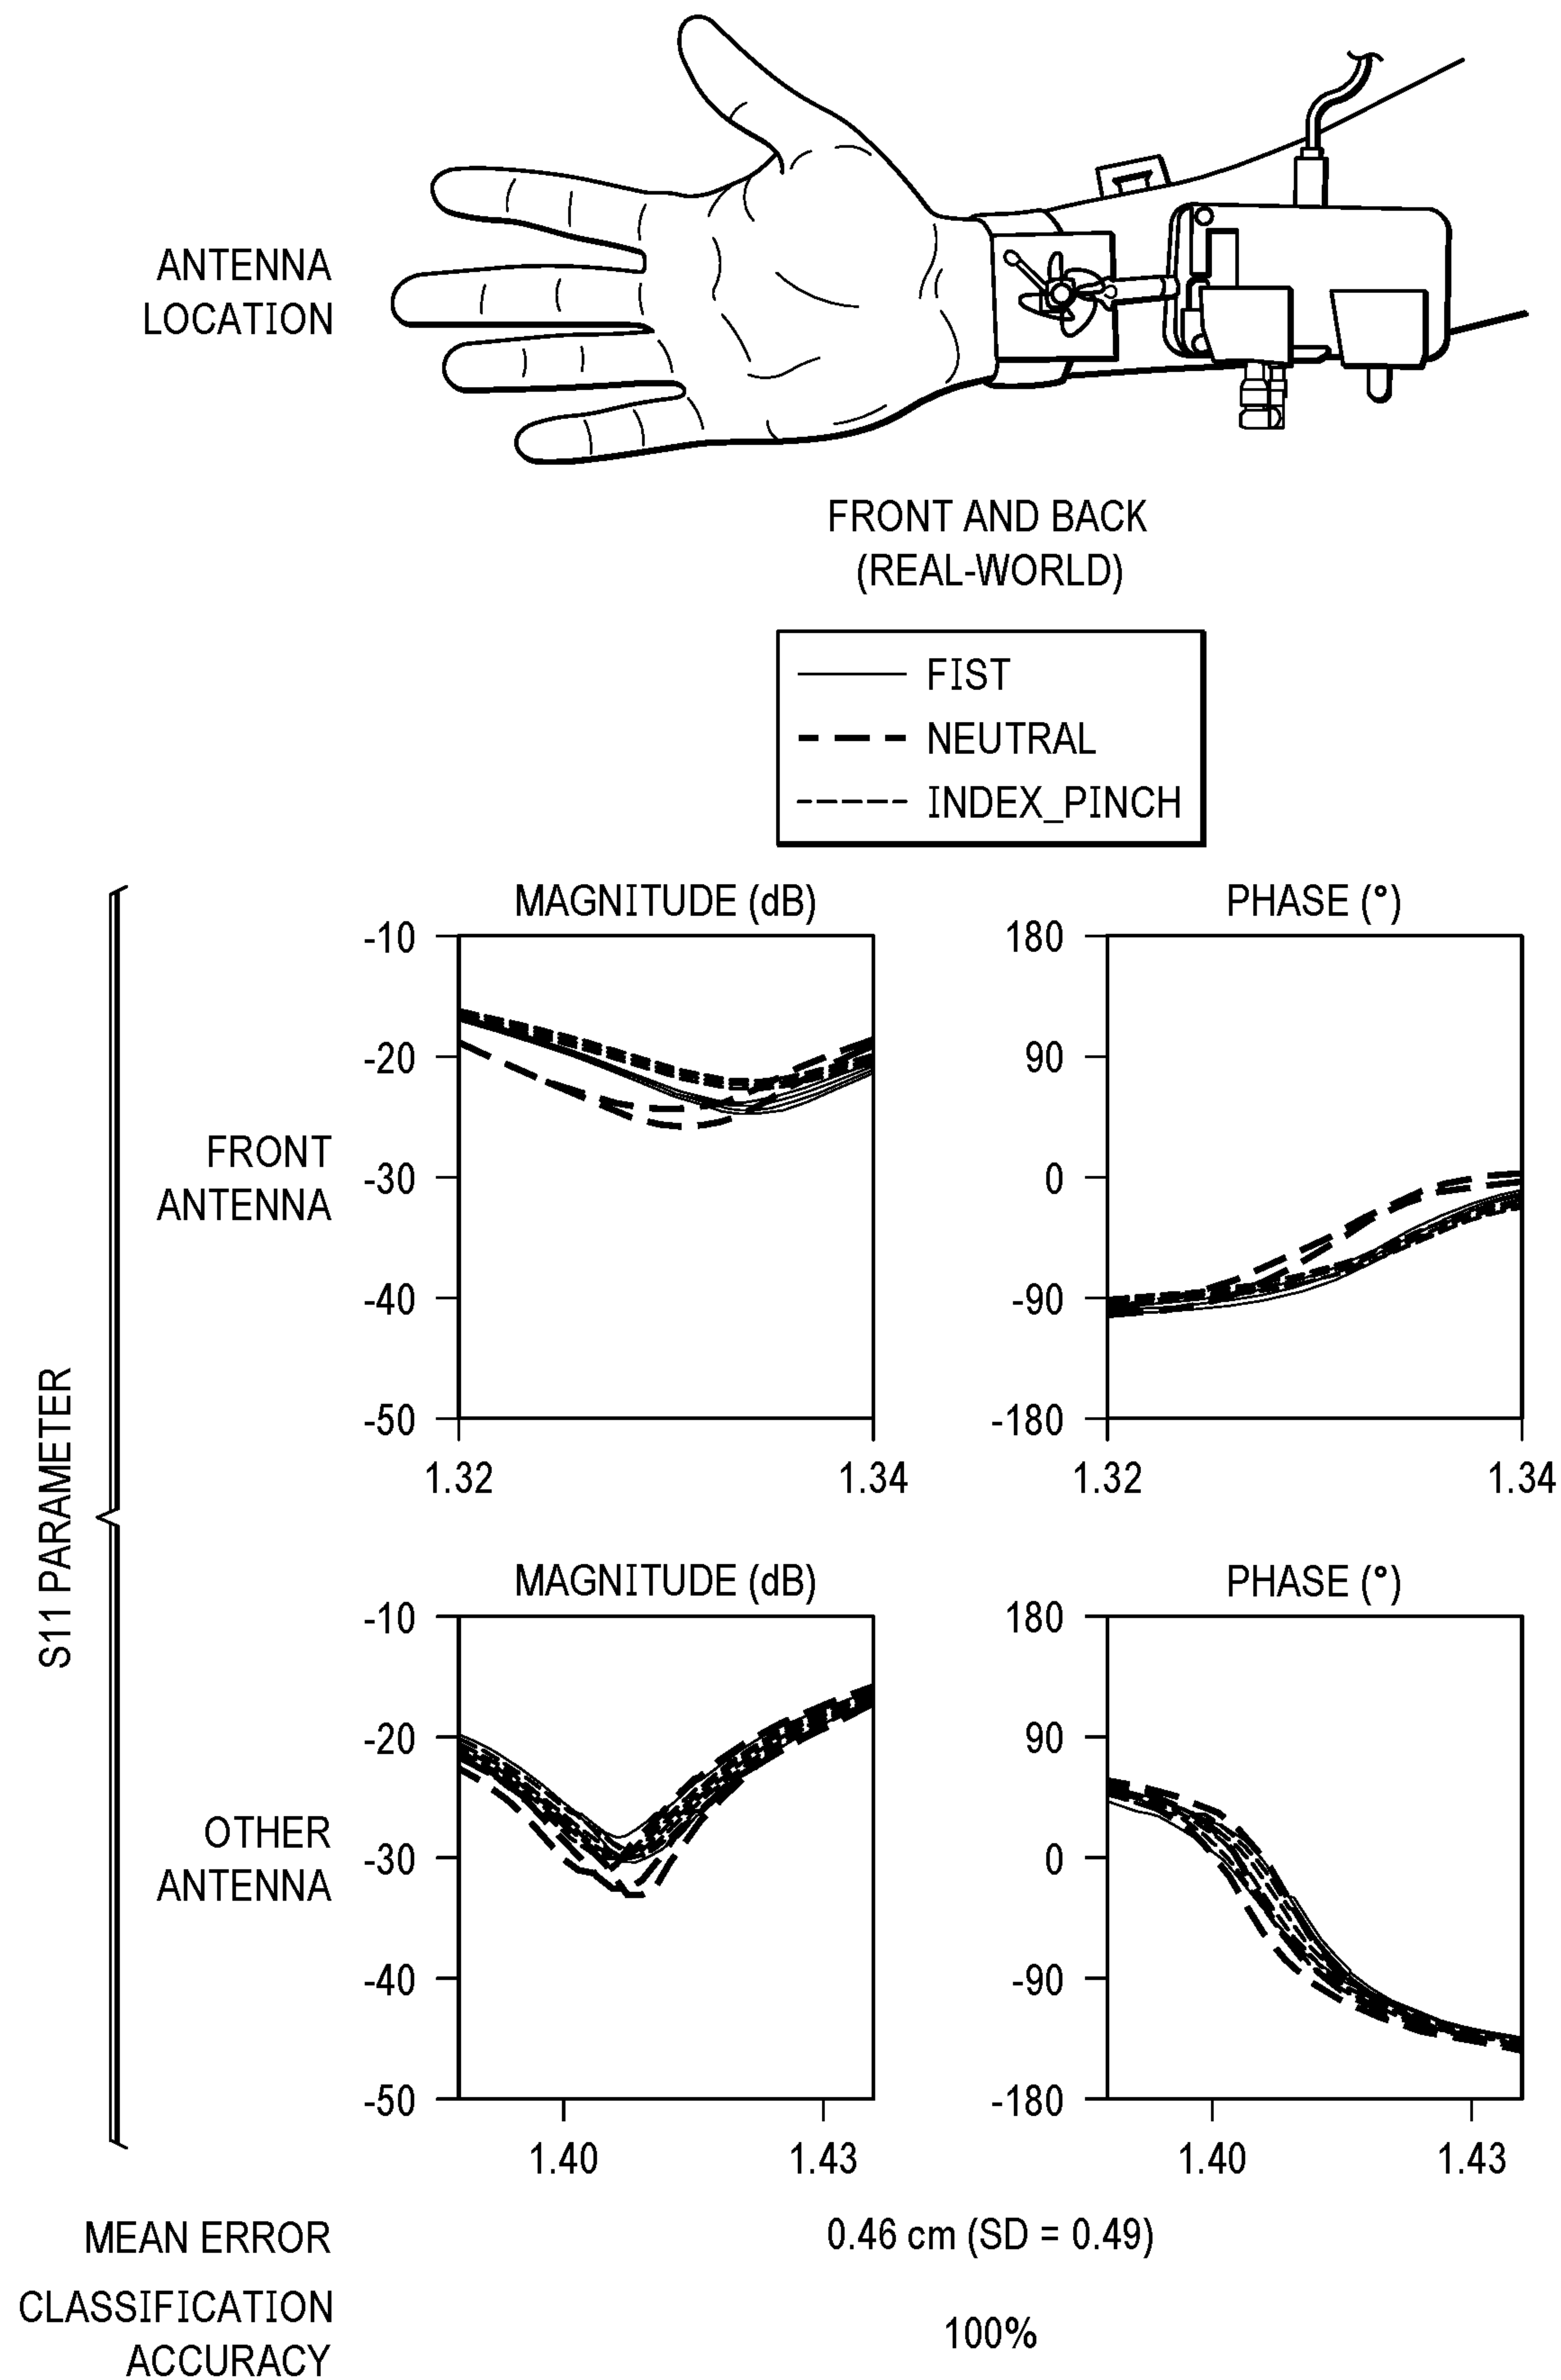 ANTENNA
LOCATION
FRONT AND BACK
(REAL-WORLD)
FIST
NEUTRAL
INDEX_PINCH
S11 PARAMETER
FRONT
ANTENNA
MAGNITUDE (dB)
-10
-20
-30
-40
-50
1.32
1.34
PHASE (°)
180
90
0
-90
-180
1.32
1.34
OTHER
ANTENNA
MAGNITUDE (dB)
-10
-20
-30
-40
-50
1.40
1.43
PHASE (°)
180
90
0
-90
-180
1.40
1.43
MEAN ERROR
0.46 cm (SD = 0.49)
CLASSIFICATION
ACCURACY
100%